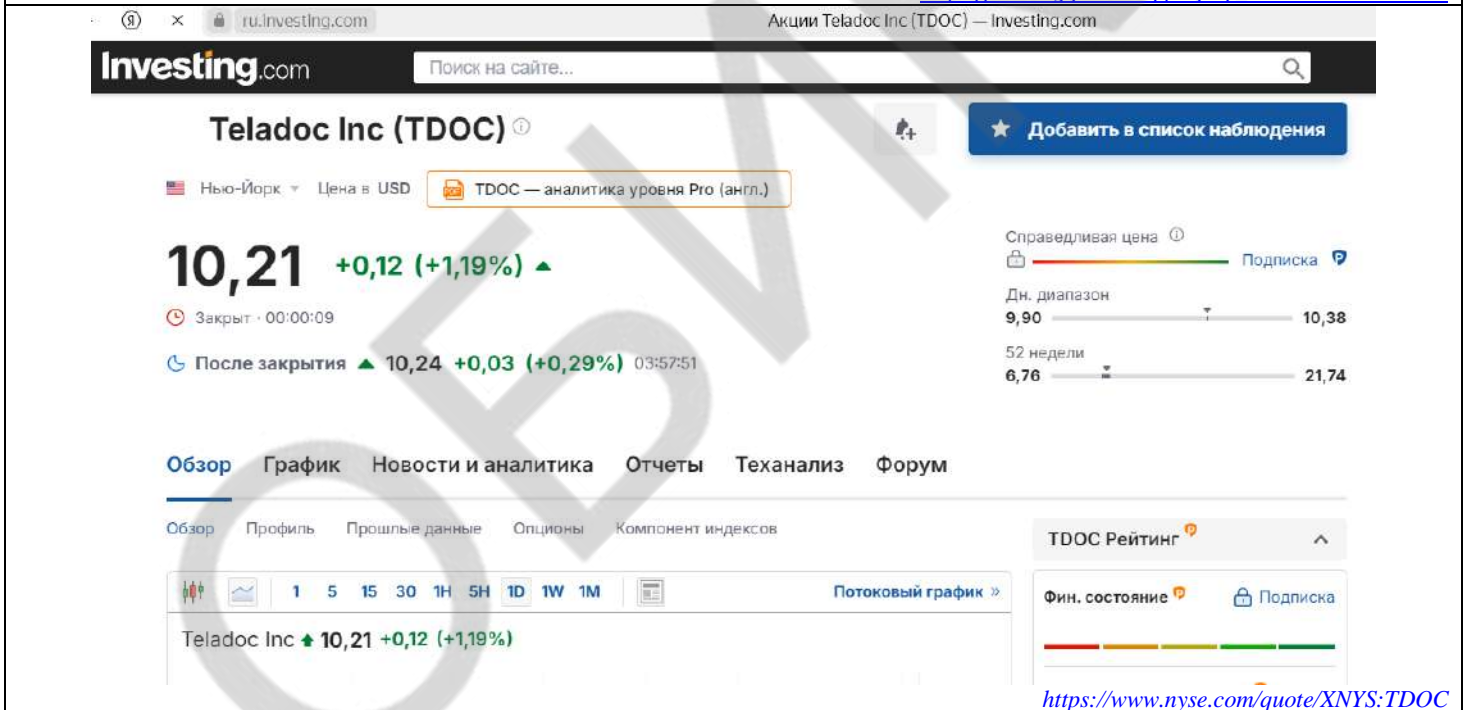 ru.investing.com
Акции Teladoc Inc (TDOC) — Investing.com
Investing.com
Поиск на сайте...
Teladoc Inc (TDOC)
Добавить в список наблюдения
Нью-Йорк Цена в USD TDOC — аналитика уровня Pro (англ.)
10,21 +0,12 (+1,19%)
Закрыт · 00:00:09
После закрытия 10,24 +0,03 (+0,29%) 03:57:51
Справедливая цена
Подписка
Дн. диапазон
9,90 10,38
52 недели
6,76 21,74
Обзор График Новости и аналитика Отчеты Теханализ Форум
Обзор Профиль Прошлые данные Опционы Компонент индексов
TDOC Рейтинг
1 5 15 30 1H 5H 1D 1W 1M Потоковый график »
Фин. состояние Подписка
Teladoc Inc 10,21 +0,12 (+1,19%)
https://www.nyse.com/quote/XNYS:TDOC